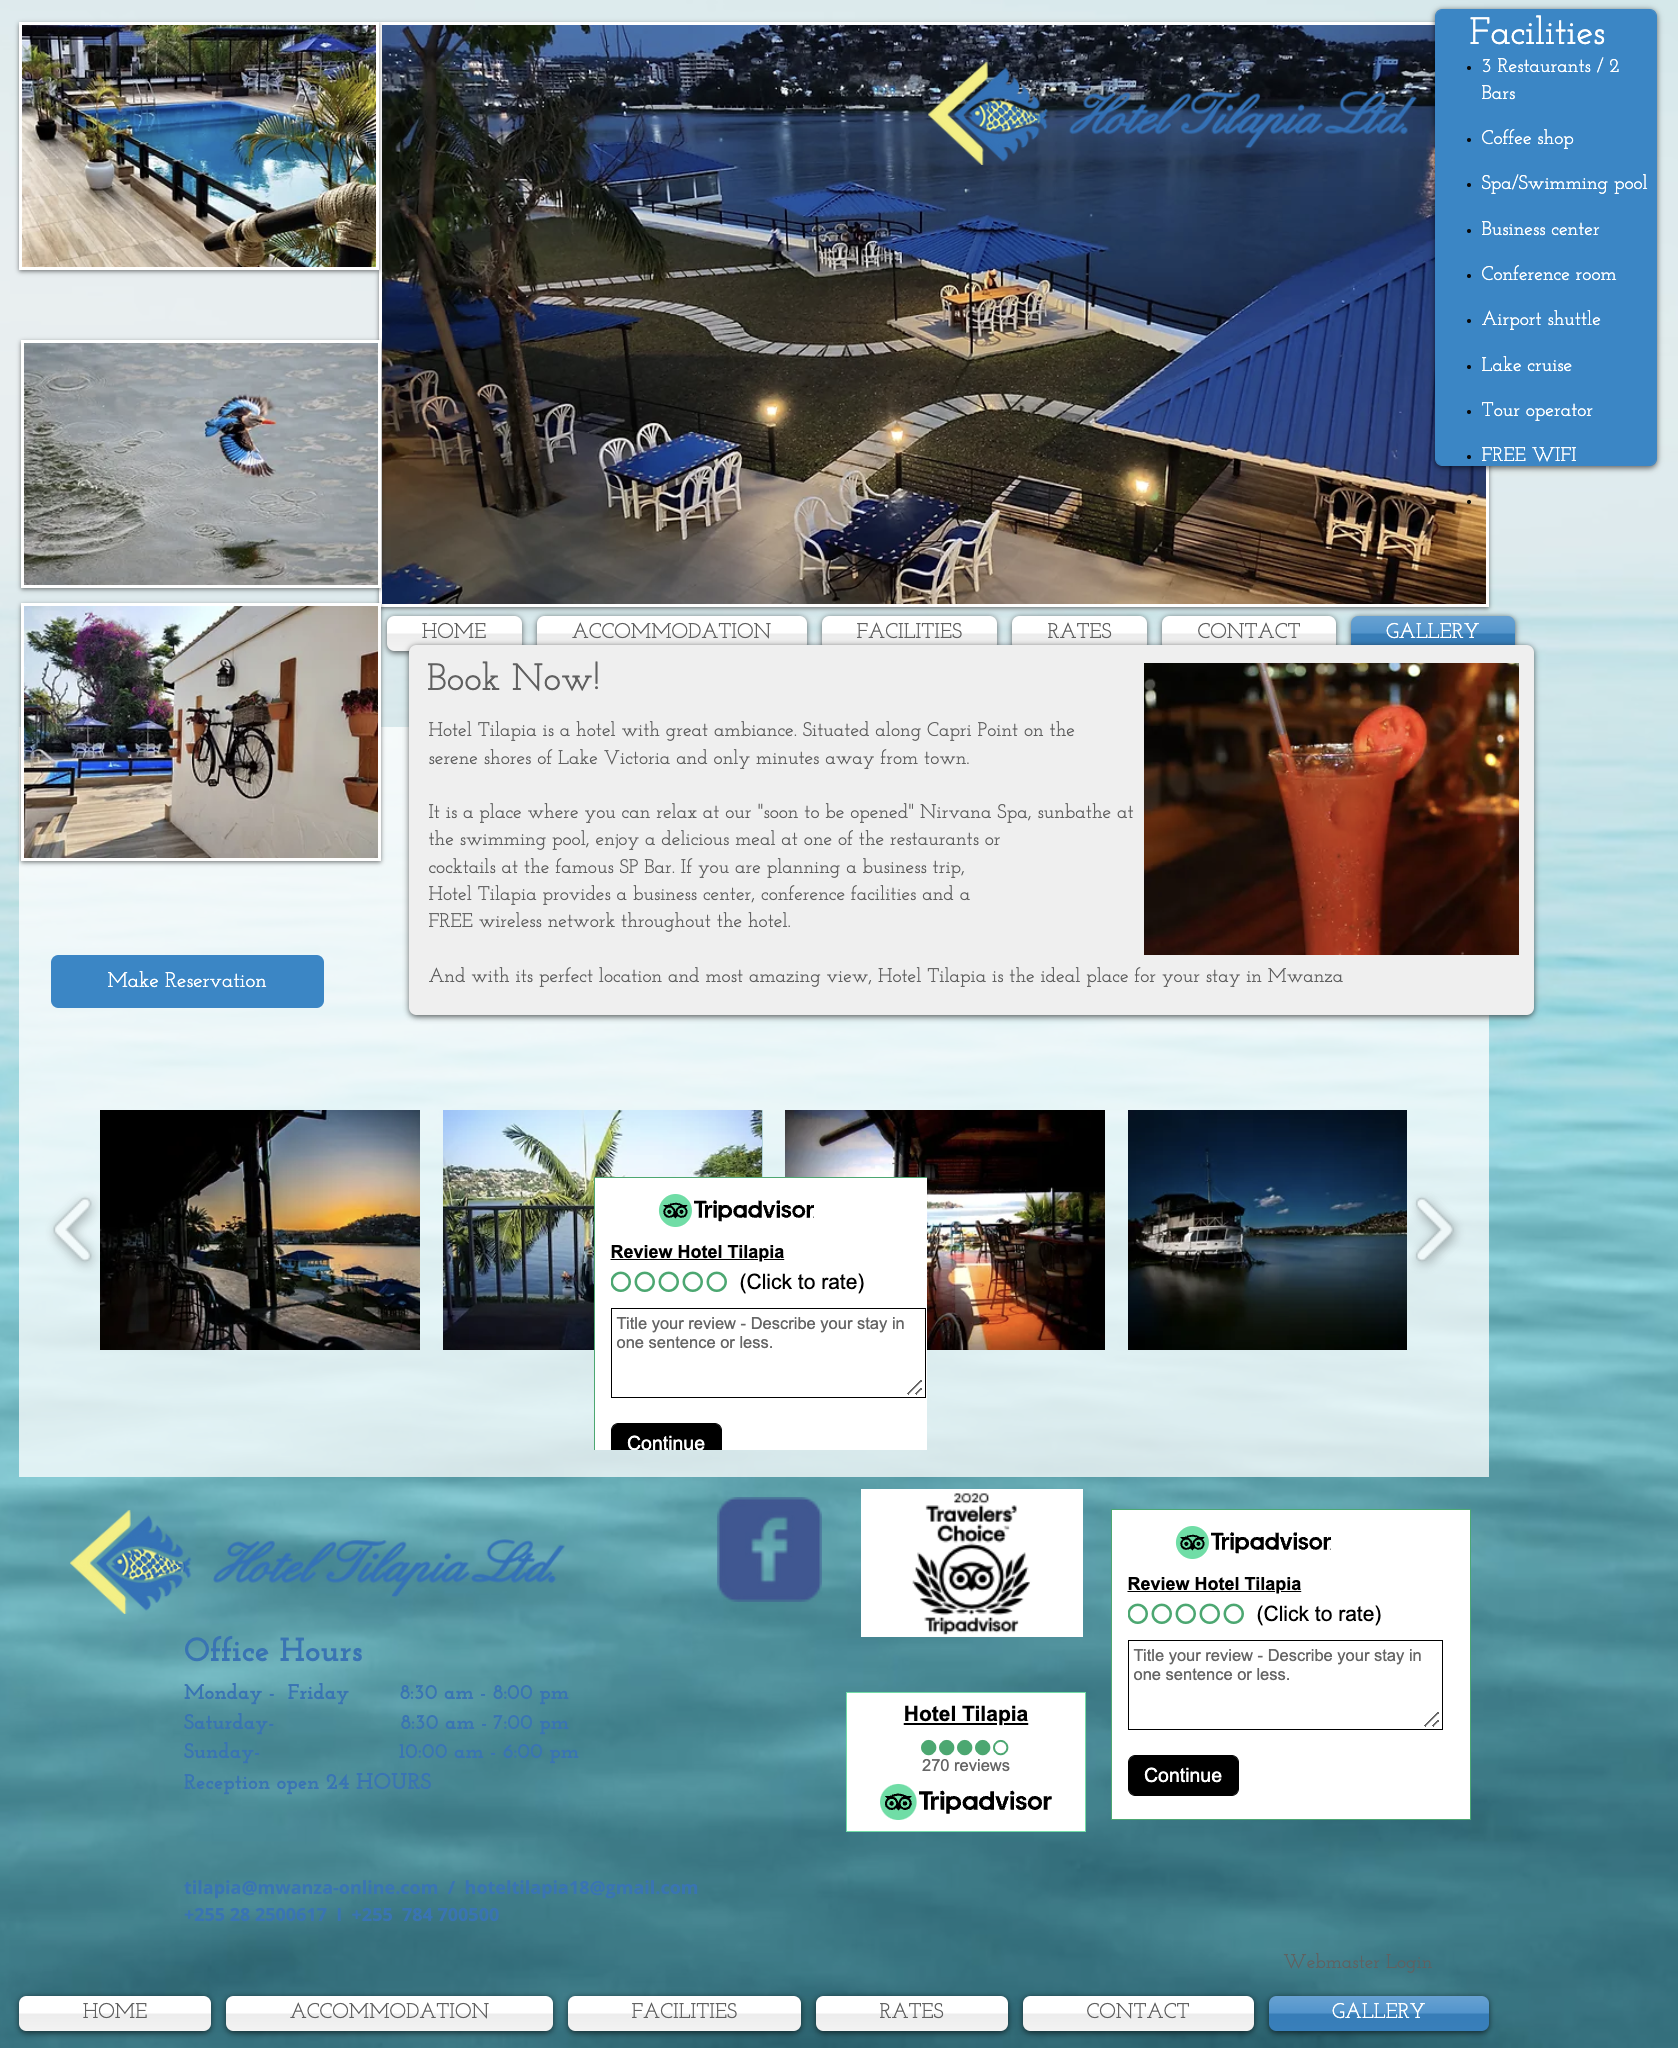 Hotel Tilapia Ltd.
Facilities
3 Restaurants / 2
Bars
Coffee shop
Spa/Swimming pool
Business center
Conference room
Airport shuttle
Lake cruise
Tour operator
FREE WIFI
HOME
ACCOMMODATION
FACILITIES
RATES
CONTACT
GALLERY
Book Now!
Hotel Tilapia is a hotel with great ambiance. Situated along Capri Point on the
serene shores of Lake Victoria and only minutes away from town.
It is a place where you can relax at our "soon to be opened" Nirvana Spa, sunbathe at
the swimming pool, enjoy a delicious meal at one of the restaurants or
cocktails at the famous SP Bar. If you are planning a business trip,
Hotel Tilapia provides a business center, conference facilities and a
FREE wireless network throughout the hotel.
And with its perfect location and most amazing view, Hotel Tilapia is the ideal place for your stay in Mwanza
Make Reservation
Tripadvisor
Review Hotel Tilapia
(Click to rate)
Title your review - Describe your stay in
one sentence or less.
Continue
Hotel Tilapia Ltd.
2020
Travelers'
Choice™
Tripadvisor
Tripadvisor
Review Hotel Tilapia
(Click to rate)
Title your review - Describe your stay in
one sentence or less.
Continue
Office Hours
Monday - Friday 8:30 am - 8:00 pm
Saturday- 8:30 am - 7:00 pm
Sunday- 10:00 am - 6:00 pm
Reception open 24 HOURS
Hotel Tilapia
270 reviews
Tripadvisor
tilapia@mwanza-online.com / hoteltilapia18@gmail.com
+255 28 2500617 /
Webmaster Login
HOME
ACCOMMODATION
FACILITIES
RATES
CONTACT
GALLERY